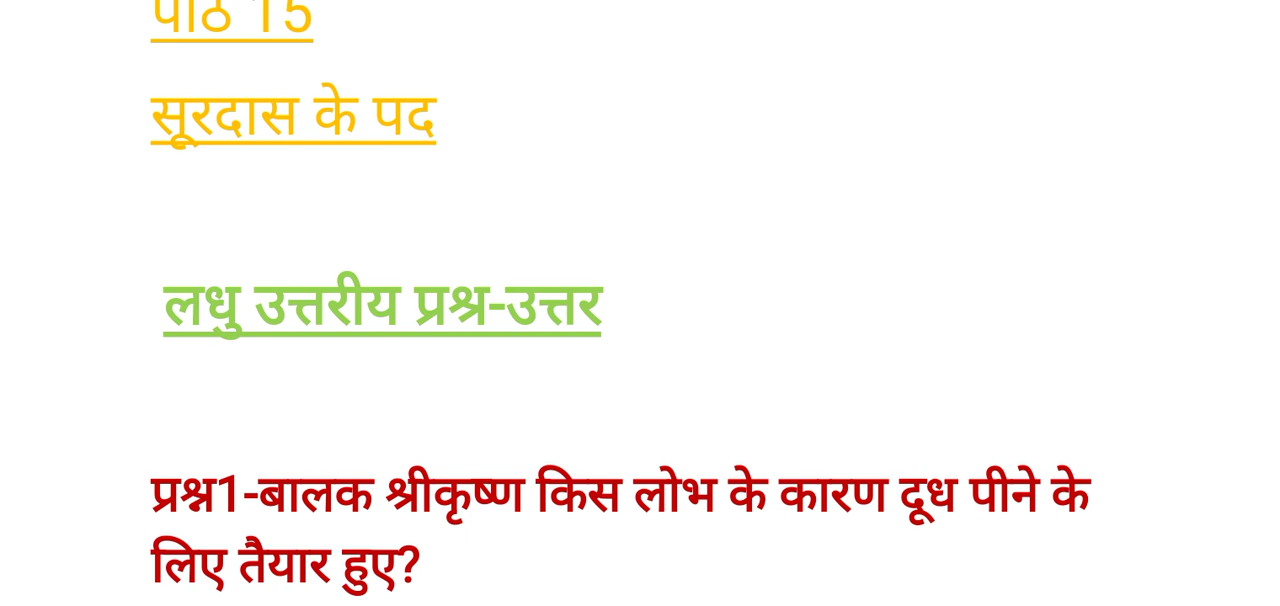 पाठ 15
सूरदास के पद
लधु उत्तरीय प्रश्र-उत्तर
प्रश्न1-बालक श्रीकृष्ण किस लोभ के कारण दूध पीने के
लिए तैयार हुए?